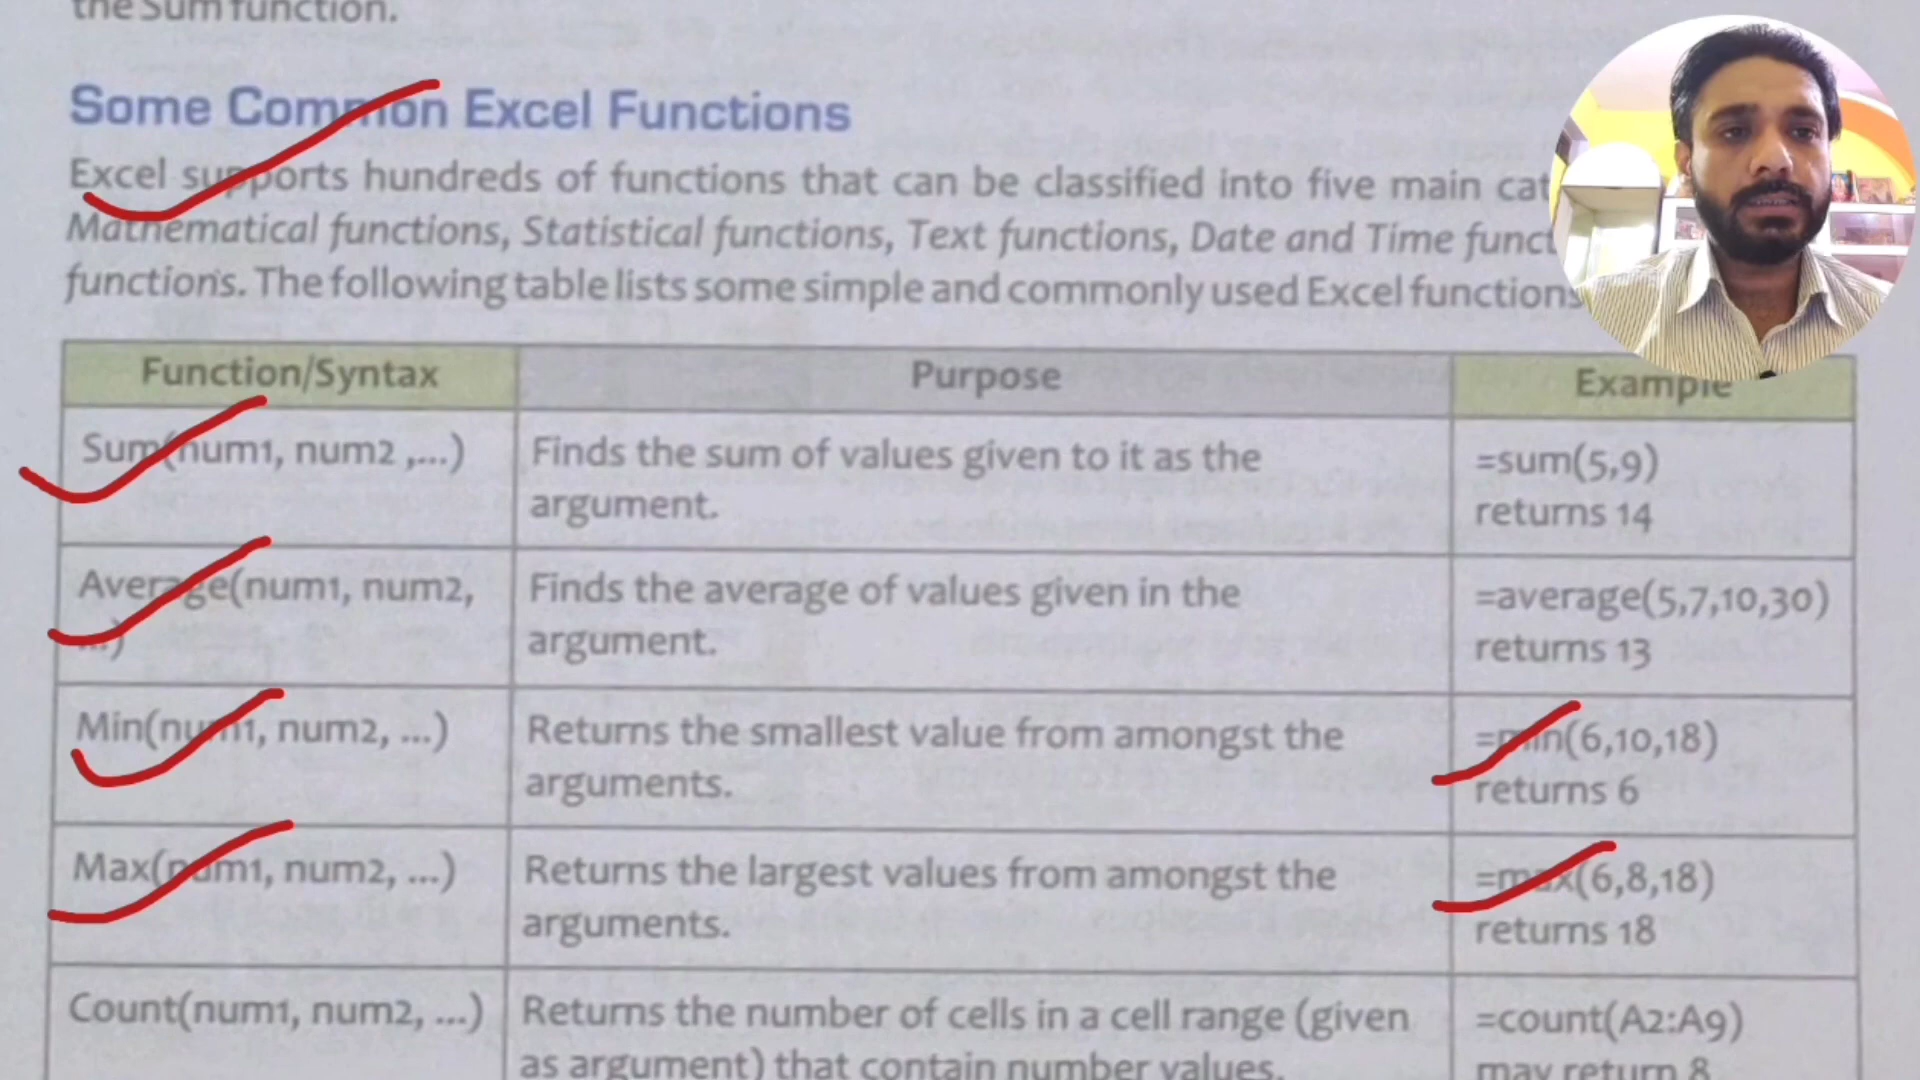 the Sum function.
Some Common Excel Functions
Excel supports hundreds of functions that can be classified into five main cat
Mathematical functions, Statistical functions, Text functions, Date and Time funct
functions. The following table lists some simple and commonly used Excel functions
Function/Syntax
Purpose
Example
Sum(num1, num2 ,...)
Finds the sum of values given to it as the
argument.
=sum(5,9)
returns 14
Average(num1, num2,
...)
Finds the average of values given in the
argument.
=average(5,7,10,30)
returns 13
Min(num1, num2, ...)
Returns the smallest value from amongst the
arguments.
=min(6,10,18)
returns 6
Max(num1, num2, ...)
Returns the largest values from amongst the
arguments.
=max(6,8,18)
returns 18
Count(num1, num2, ...)
Returns the number of cells in a cell range (given
as argument) that contain number values.
=count(A2:A9)
may return 8